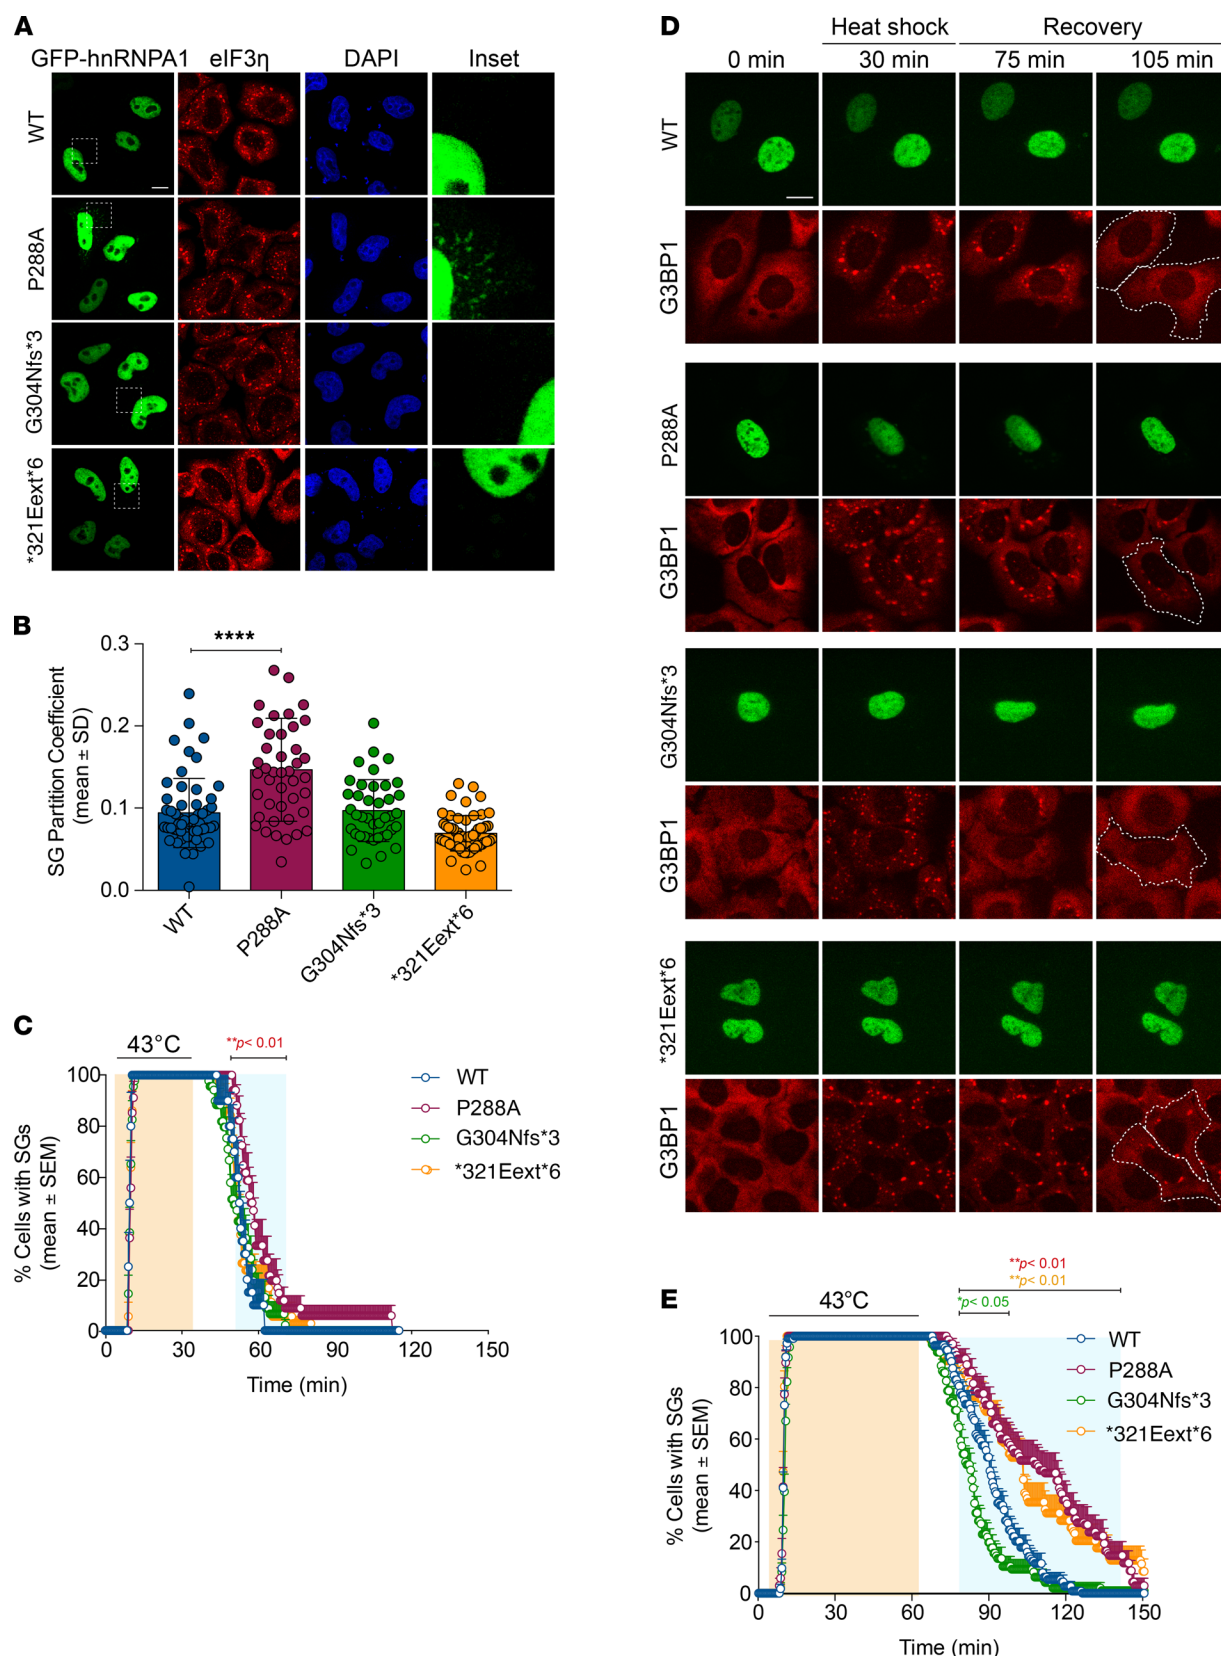 A
GFP-hnRNPA1 eIF3η DAPI Inset
WT
P288A
G304Nfs*3
*321Eext*6
B
****
SG Partition Coefficient
(mean ± SD)
0.3
0.2
0.1
0.0
WT
P288A
G304Nfs*3
*321Eext*6
C
43°C
**p< 0.01
% Cells with SGs
(mean ± SEM)
100
80
60
40
20
0
0 30 60 90 120 150
Time (min)
WT
P288A
G304Nfs*3
*321Eext*6
D
Heat shock Recovery
0 min 30 min 75 min 105 min
WT
G3BP1
P288A
G3BP1
G304Nfs*3
G3BP1
*321Eext*6
G3BP1
E
43°C
**p< 0.01
**p< 0.01
*p< 0.05
% Cells with SGs
(mean ± SEM)
100
80
60
40
20
0
0 30 60 90 120 150
Time (min)
WT
P288A
G304Nfs*3
*321Eext*6